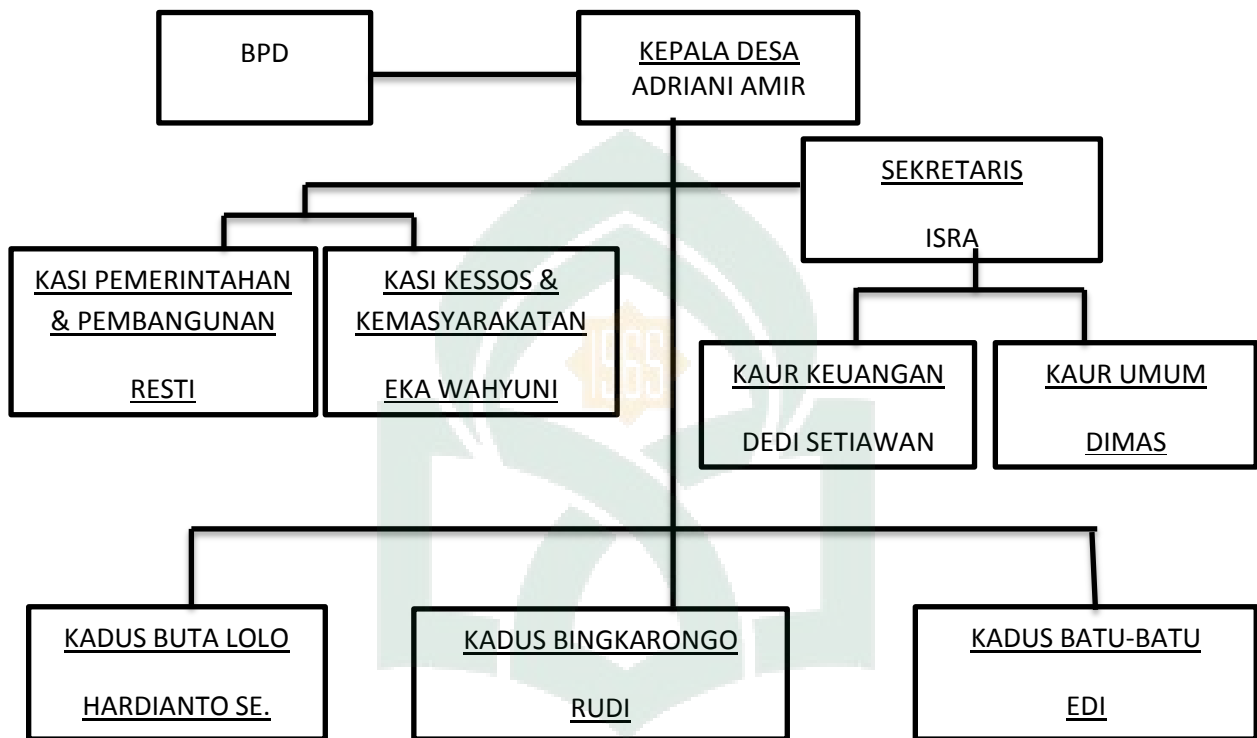 BPD
KEPALA DESA
ADRIANI AMIR
SEKRETARIS
ISRA
KASI PEMERINTAHAN
& PEMBANGUNAN
RESTI
KASI KESSOS &
KEMASYARAKATAN
EKA WAHYUNI
KAUR KEUANGAN
DEDI SETIAWAN
KAUR UMUM
DIMAS
1965
KADUS BUTA LOLO
HARDIANTO SE.
KADUS BINGKARONGO
RUDI
KADUS BATU-BATU
EDI